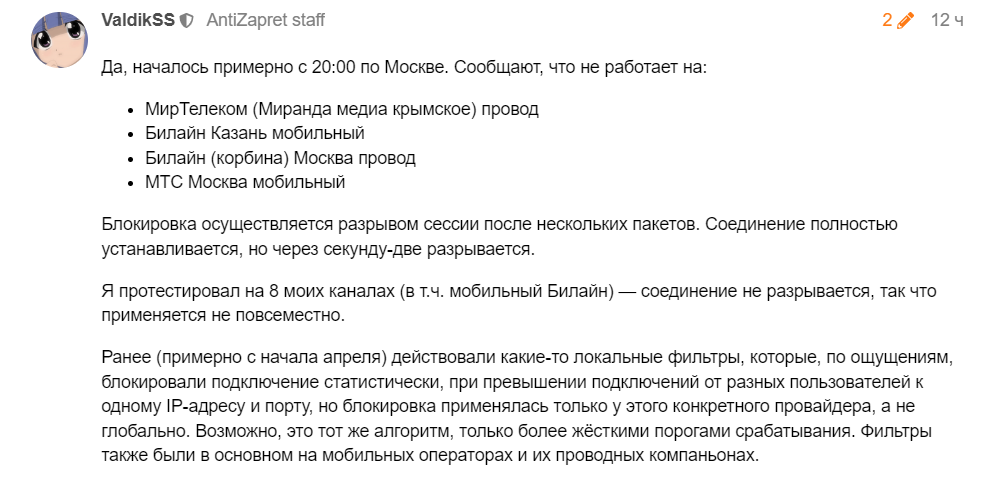 ValdikSS AntiZapret staff 2 12 ч
Да, началось примерно с 20:00 по Москве. Сообщают, что не работает на:
• МирТелеком (Миранда медиа крымское) провод
• Билайн Казань мобильный
• Билайн (корбина) Москва провод
• МТС Москва мобильный
Блокировка осуществляется разрывом сессии после нескольких пакетов. Соединение полностью
устанавливается, но через секунду-две разрывается.
Я протестировал на 8 моих каналах (в т.ч. мобильный Билайн) — соединение не разрывается, так что
применяется не повсеместно.
Ранее (примерно с начала апреля) действовали какие-то локальные фильтры, которые, по ощущениям,
блокировали подключение статистически, при превышении подключений от разных пользователей к
одному IP-адресу и порту, но блокировка применялась только у этого конкретного провайдера, а не
глобально. Возможно, это тот же алгоритм, только более жёсткими порогами срабатывания. Фильтры
также были в основном на мобильных операторах и их проводных компаньонах.